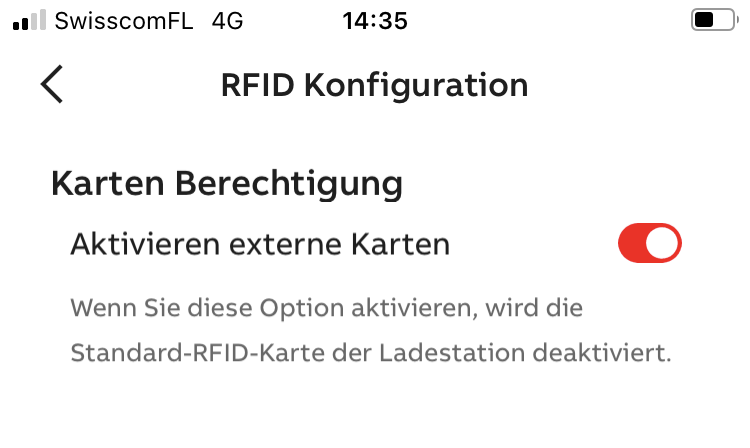 SwisscomFL 4G 14:35
RFID Konfiguration
Karten Berechtigung
Aktivieren externe Karten
Wenn Sie diese Option aktivieren, wird die
Standard-RFID-Karte der Ladestation deaktiviert.